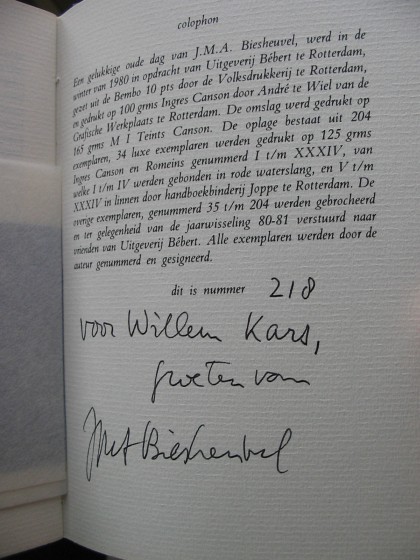 colophon
Een gelukkige oude dag van J.M.A. Biesheuvel, werd in de
winter van 1980 in opdracht van Uitgeverij Bébert te Rotterdam,
gezet uit de Bembo 10 pts door de Volksdrukkerij te Rotterdam,
en gedrukt op 100 grms Ingres Canson door André te Wiel van de
Grafische Werkplaats te Rotterdam. De omslag werd gedrukt op
165 grms M I Teints Canson. De oplage bestaat uit 204
exemplaren, 34 luxe exemplaren werden gedrukt op 125 grms
Ingres Canson en Romeins genummerd I t/m XXXIV, van
welke I t/m IV werden gebonden in rode waterslang, en V t/m
XXXIV in linnen door handboekbinderij Joppe te Rotterdam. De
overige exemplaren, genummerd 35 t/m 204 werden gebrocheerd
en ter gelegenheid van de jaarwisseling 80-81 verstuurd naar
vrienden van Uitgeverij Bébert. Alle exemplaren werden door de
auteur genummerd en gesigneerd.
dit is nummer 218
voor Willem Kars,
groeten van
JMA Biesheuvel